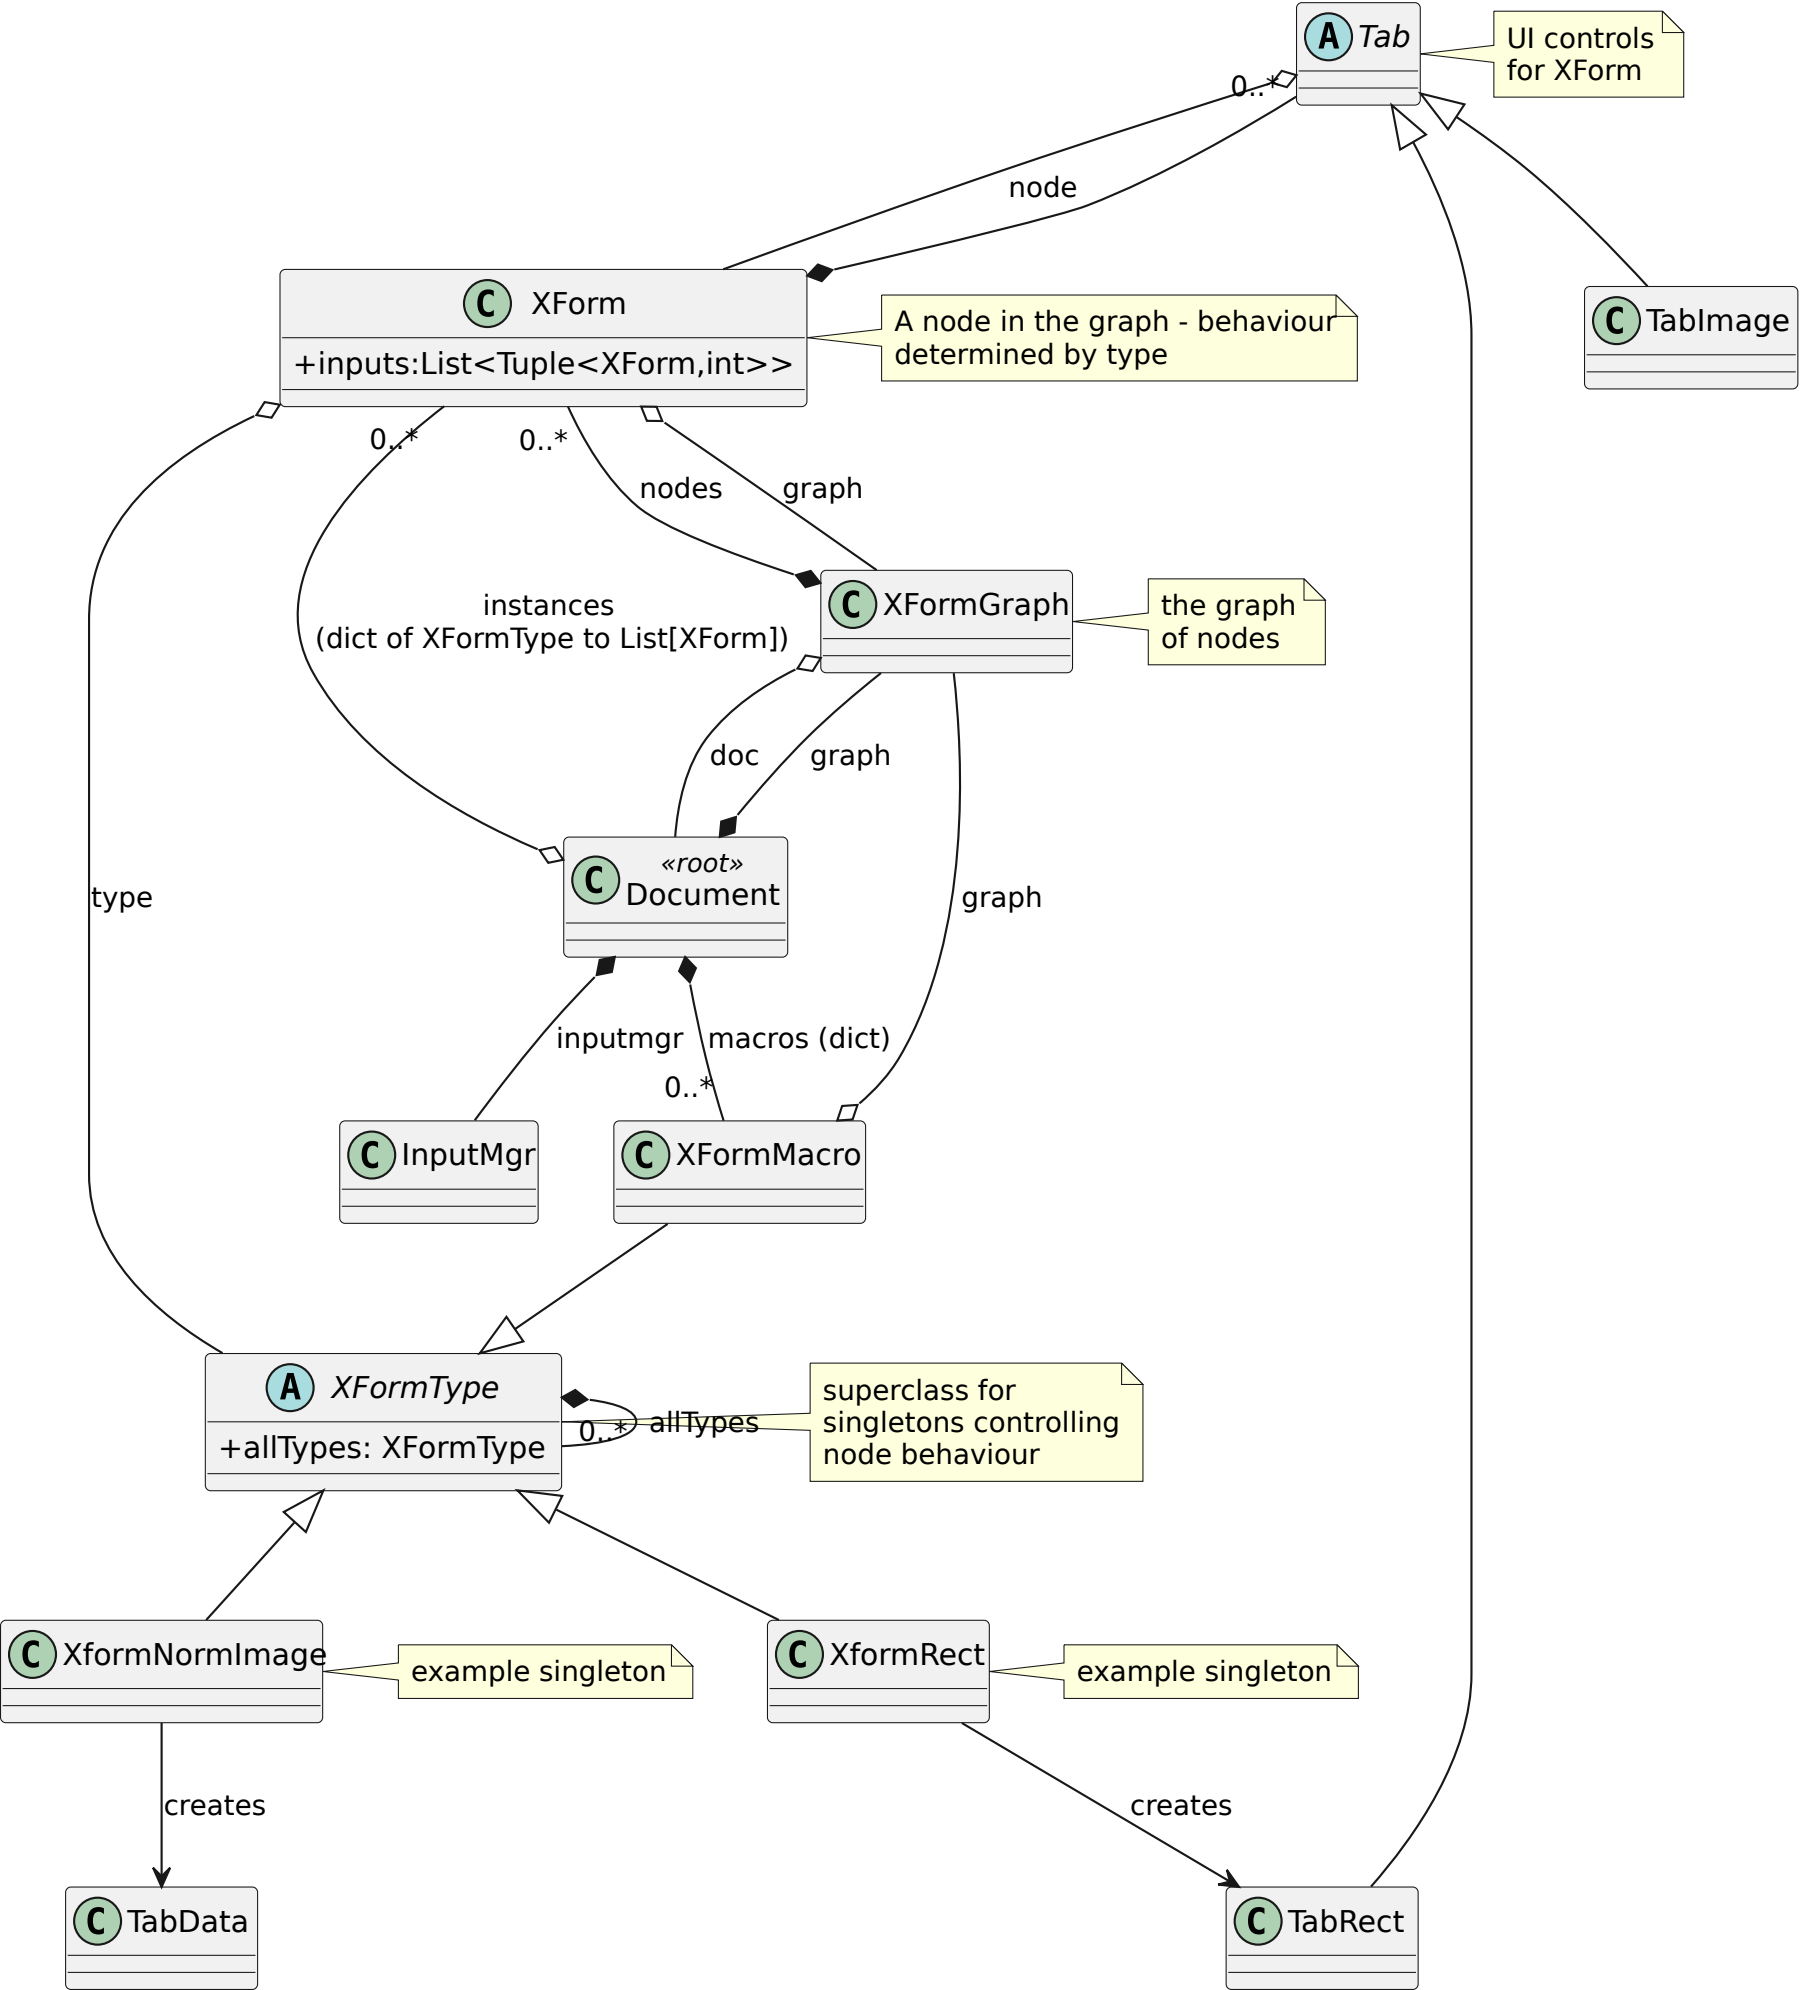 A Tab
UI controls
for XForm
0..*
node
C XForm
+inputs:List<Tuple<XForm,int>>
A node in the graph - behaviour
determined by type
C TabImage
0..*
0..*
nodes
graph
instances
(dict of XFormType to List[XForm])
C XFormGraph
the graph
of nodes
doc
graph
type
«root»
C Document
graph
inputmgr
macros (dict)
0..*
C InputMgr
C XFormMacro
A XFormType
+allTypes: XFormType
0..*
allTypes
superclass for
singletons controlling
node behaviour
C XformNormImage
example singleton
C XformRect
example singleton
creates
creates
C TabData
C TabRect